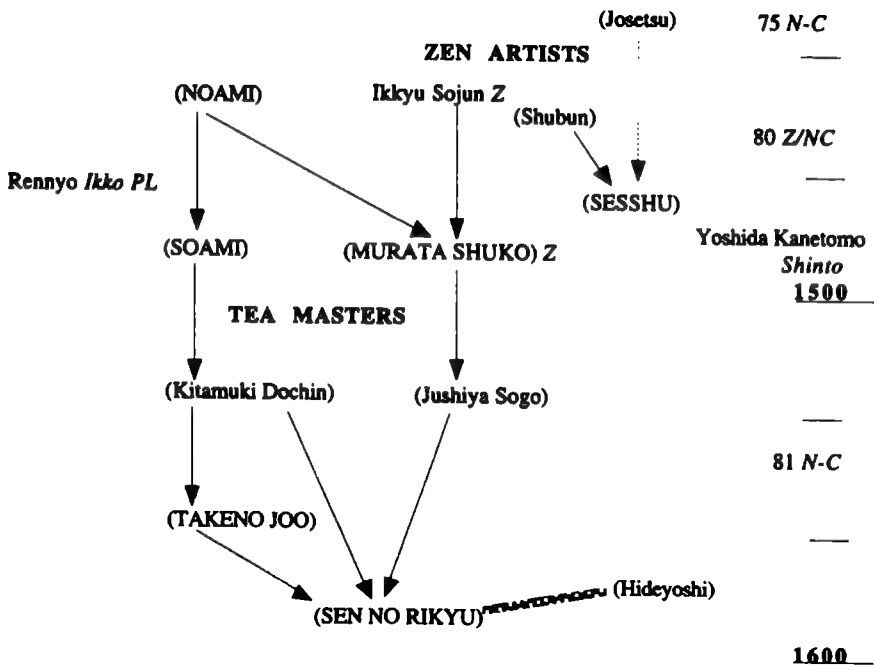 (Josetsu) 75 N-C
ZEN ARTISTS
(NOAMI) Ikkyu Sojun Z
(Shubun)
80 Z/NC
Rennyo Ikko PL
(SESSHU)
(SOAMI) (MURATA SHUKO) Z Yoshida Kanetomo
Shinto
1500
TEA MASTERS
(Kitamuki Dochin) (Jushiya Sogo)
81 N-C
(TAKENO JOO)
(SEN NO RIKYU) (Hideyoshi)
1600